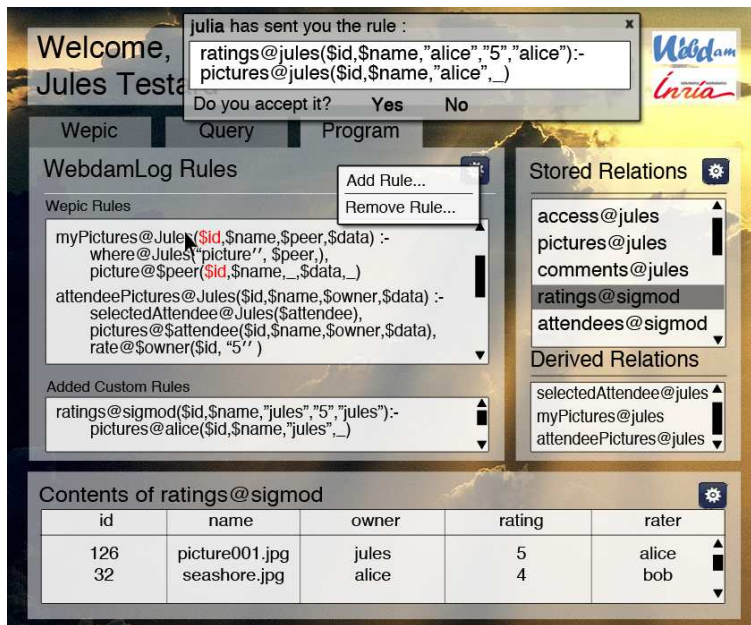 julia has sent you the rule :
x
ratings@jules($id,$name,"alice","5","alice"):-
pictures@jules($id,$name,"alice",_)
Do you accept it? Yes No
Welcome,
Jules Testa
Webdam
Inria
Wepic Query Program
WebdamLog Rules
Add Rule...
Remove Rule...
Wepic Rules
myPictures@Jules($id,$name,$peer,$data) :-
where@Jules("picture'', $peer,),
picture@$peer($id,$name,_,$data,_)
attendeePictures@Jules($id,$name,$owner,$data) :-
selectedAttendee@Jules($attendee),
pictures@$attendee($id,$name,$owner,$data),
rate@$owner($id, "5'' )
Added Custom Rules
ratings@sigmod($id,$name,"jules","5","jules"):-
pictures@alice($id,$name,"jules",_)
Stored Relations
access@jules
pictures@jules
comments@jules
ratings@sigmod
attendees@sigmod
Derived Relations
selectedAttendee@jules
myPictures@jules
attendeePictures@jules
Contents of ratings@sigmod
id name owner rating rater
126 picture001.jpg jules 5 alice
32 seashore.jpg alice 4 bob